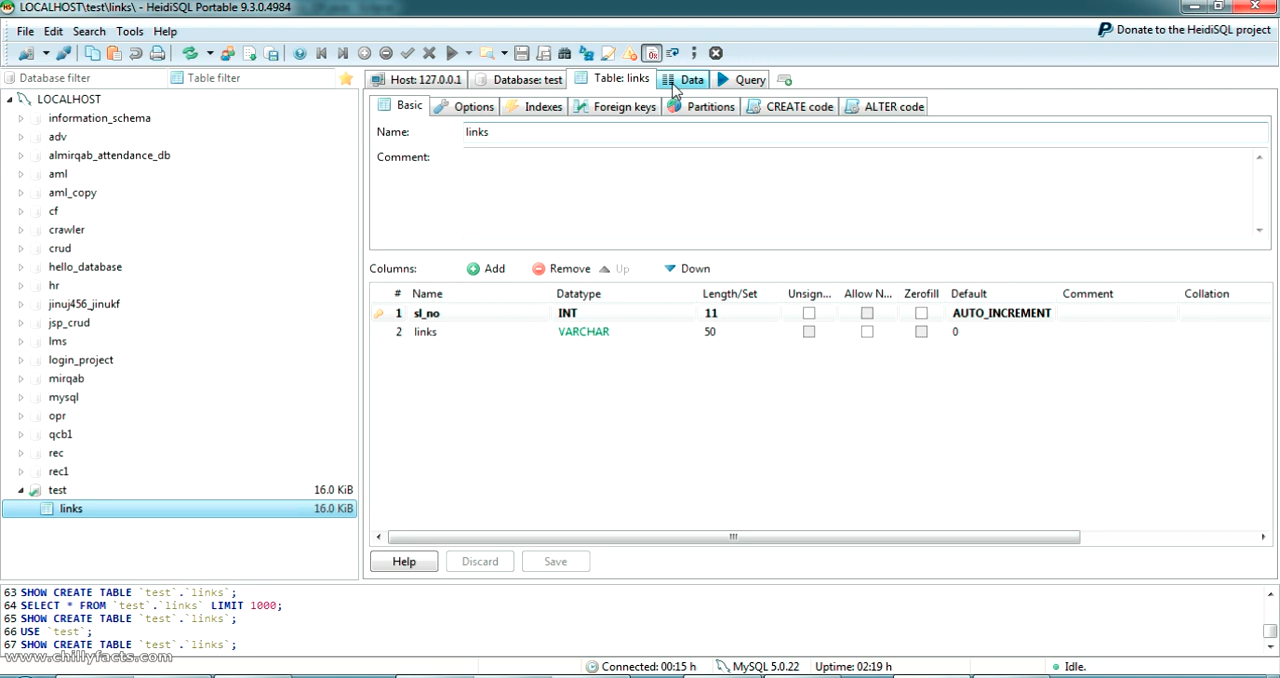 LOCALHOST\test\links\ - HeidiSQL Portable 9.3.0.4984
File Edit Search Tools Help
Donate to the HeidiSQL project
Database filter Table filter
Host: 127.0.0.1 Database: test Table: links Data Query
LOCALHOST
information_schema
adv
almirqab_attendance_db
aml
aml_copy
cf
crawler
crud
hello_database
hr
jinuj456_jinukf
jsp_crud
lms
login_project
mirqab
mysql
opr
qcb1
rec
rec1
test 16.0 KiB
links 16.0 KiB
Basic Options Indexes Foreign keys Partitions CREATE code ALTER code
Name: links
Comment:
Columns: Add Remove Up Down
# Name Datatype Length/Set Unsign... Allow N... Zerofill Default Comment Collation
1 sl_no INT 11 AUTO_INCREMENT
2 links VARCHAR 50 0
Help Discard Save
63 SHOW CREATE TABLE `test`.`links`;
64 SELECT * FROM `test`.`links` LIMIT 1000;
65 SHOW CREATE TABLE `test`.`links`;
66 USE `test`;
67 SHOW CREATE TABLE `test`.`links`;
www.chillyfacts.com
Connected: 00:15 h MySQL 5.0.22 Uptime: 02:19 h Idle.